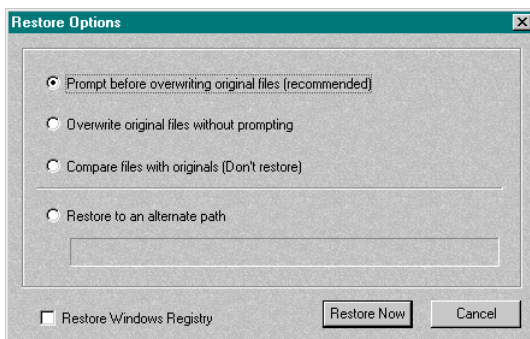 Restore Options
Prompt before overwriting original files (recommended)
Overwrite original files without prompting
Compare files with originals (Don't restore)
Restore to an alternate path
Restore Windows Registry
Restore Now
Cancel